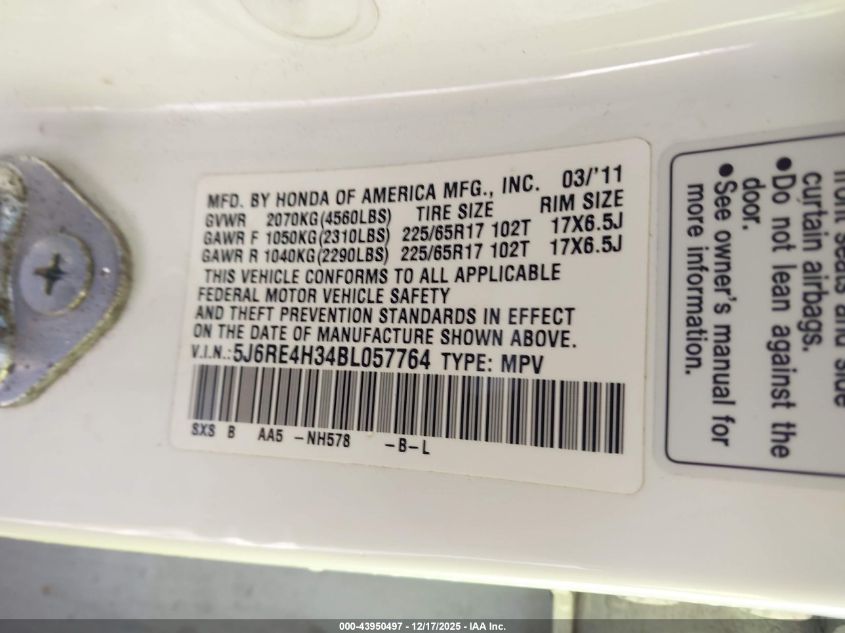 MFD. BY HONDA OF AMERICA MFG., INC. 03/'11
GVWR 2070KG(4560LBS) TIRE SIZE RIM SIZE
GAWR F 1050KG(2310LBS) 225/65R17 102T 17X6.5J
GAWR R 1040KG(2290LBS) 225/65R17 102T 17X6.5J
THIS VEHICLE CONFORMS TO ALL APPLICABLE
FEDERAL MOTOR VEHICLE SAFETY
AND THEFT PREVENTION STANDARDS IN EFFECT
ON THE DATE OF MANUFACTURE SHOWN ABOVE.
V.I.N.:5J6RE4H34BL057764 TYPE: MPV
SXS B AA5 -NH578 -B-L
front seats and side
curtain airbags.
•Do not lean against the
door.
•See owner's manual for
more information.
000-43950497 - 12/17/2025 - IAA Inc.